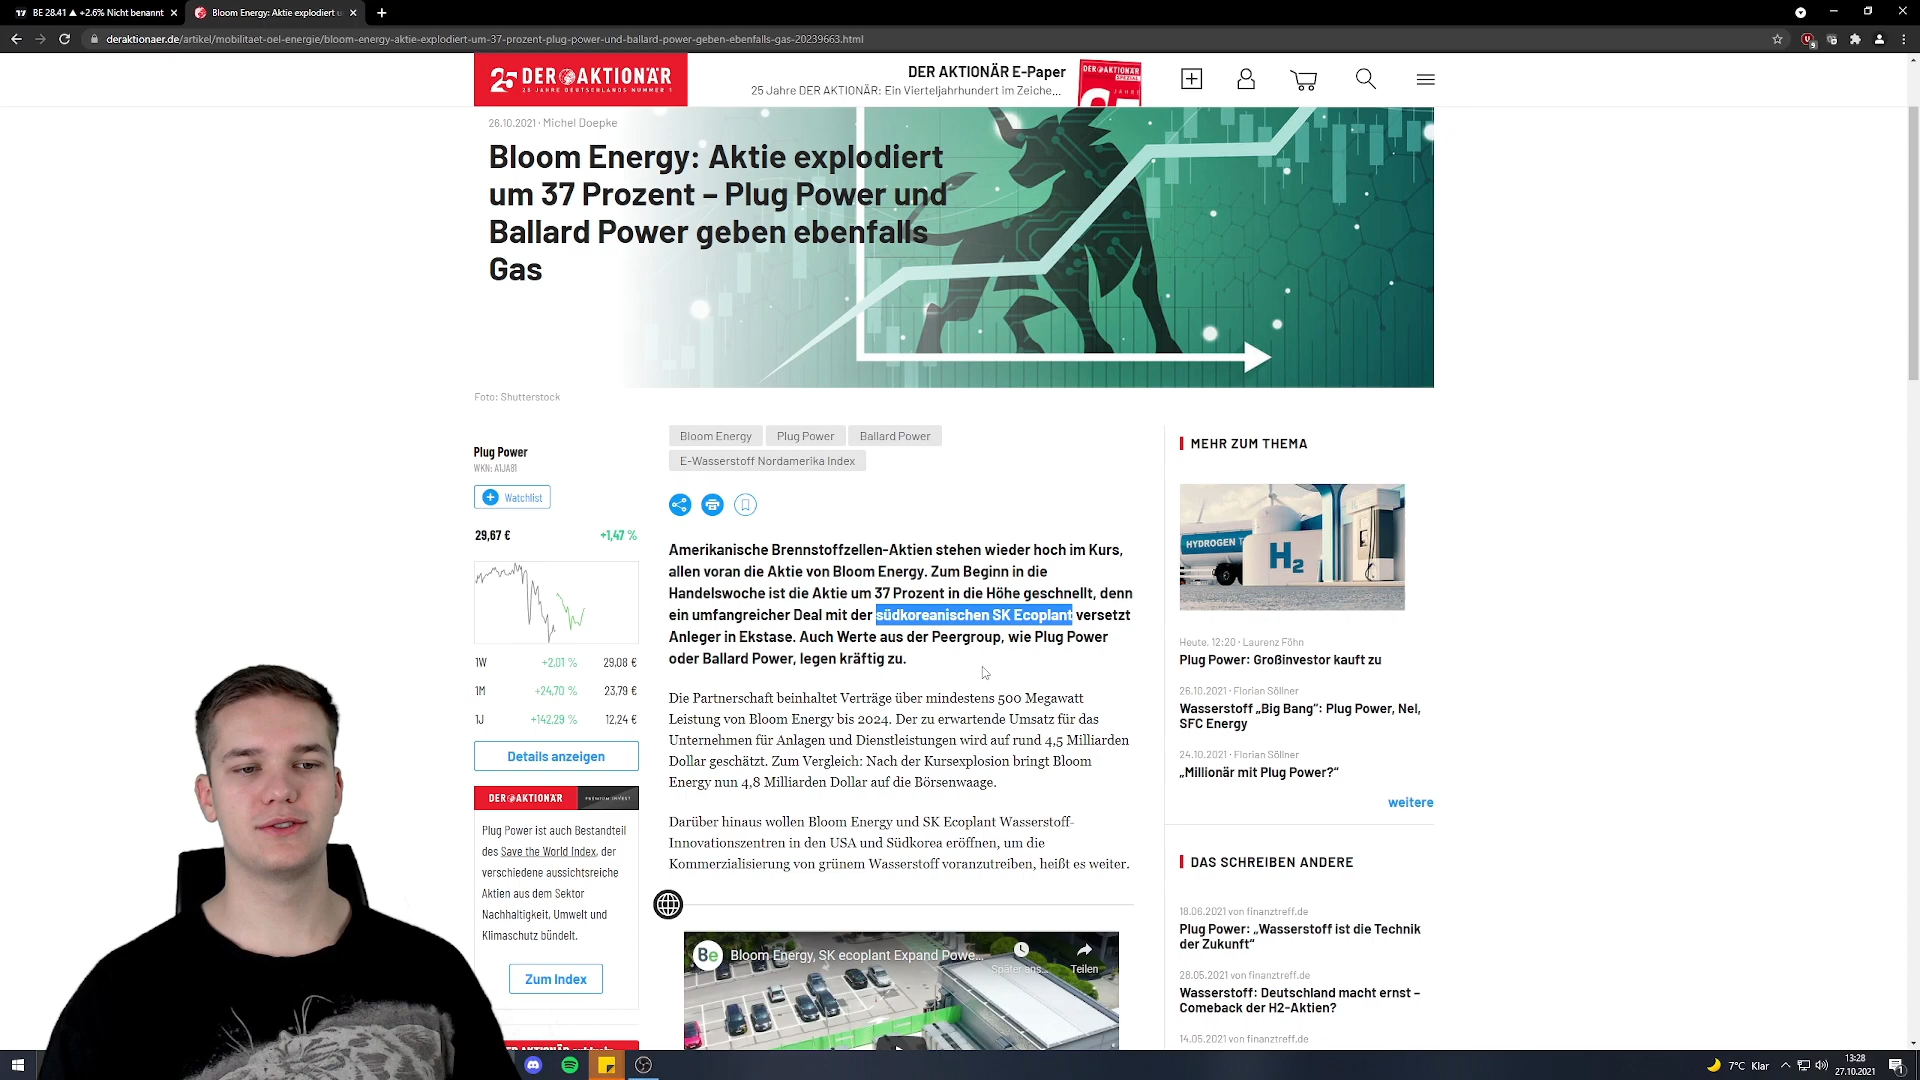 BE 28.41 ▲ +2.6% Nicht benannt
Bloom Energy: Aktie explodiert u
deraktionaer.de/artikel/mobilitaet-oel-energie/bloom-energy-aktie-explodiert-um-37-prozent-plug-power-und-ballard-power-geben-ebenfalls-gas-20239663.html
25 DER AKTIONÄR
25 JAHRE DEUTSCHLANDS NUMMER 1
DER AKTIONÄR E-Paper
25 Jahre DER AKTIONÄR: Ein Vierteljahrhundert im Zeiche...
DER AKTIONÄR
SPEZIAL
26.10.2021 · Michel Doepke
Bloom Energy: Aktie explodiert
um 37 Prozent – Plug Power und
Ballard Power geben ebenfalls
Gas
Foto: Shutterstock
Plug Power
WKN: A1JA81
Watchlist
29,67 € +1,47 %
1W +2,01 % 29,08 €
1M +24,70 % 23,79 €
1J +142,29 % 12,24 €
Details anzeigen
DER AKTIONÄR PREMIUM INVEST
Plug Power ist auch Bestandteil
des Save the World Index, der
verschiedene aussichtsreiche
Aktien aus dem Sektor
Nachhaltigkeit, Umwelt und
Klimaschutz bündelt.
Zum Index
Bloom Energy Plug Power Ballard Power
E-Wasserstoff Nordamerika Index
Amerikanische Brennstoffzellen-Aktien stehen wieder hoch im Kurs,
allen voran die Aktie von Bloom Energy. Zum Beginn in die
Handelswoche ist die Aktie um 37 Prozent in die Höhe geschnellt, denn
ein umfangreicher Deal mit der südkoreanischen SK Ecoplant versetzt
Anleger in Ekstase. Auch Werte aus der Peergroup, wie Plug Power
oder Ballard Power, legen kräftig zu.
Die Partnerschaft beinhaltet Verträge über mindestens 500 Megawatt
Leistung von Bloom Energy bis 2024. Der zu erwartende Umsatz für das
Unternehmen für Anlagen und Dienstleistungen wird auf rund 4,5 Milliarden
Dollar geschätzt. Zum Vergleich: Nach der Kursexplosion bringt Bloom
Energy nun 4,8 Milliarden Dollar auf die Börsenwaage.
Darüber hinaus wollen Bloom Energy und SK Ecoplant Wasserstoff-
Innovationszentren in den USA und Südkorea eröffnen, um die
Kommerzialisierung von grünem Wasserstoff voranzutreiben, heißt es weiter.
Be Bloom Energy, SK ecoplant Expand Powe...
Später ans...
Teilen
MEHR ZUM THEMA
HYDROGEN
H2
Heute, 12:20 · Laurenz Föhn
Plug Power: Großinvestor kauft zu
26.10.2021 · Florian Söllner
Wasserstoff „Big Bang“: Plug Power, Nel,
SFC Energy
24.10.2021 · Florian Söllner
„Millionär mit Plug Power?“
weitere
DAS SCHREIBEN ANDERE
18.06.2021 von finanztreff.de
Plug Power: „Wasserstoff ist die Technik
der Zukunft“
28.05.2021 von finanztreff.de
Wasserstoff: Deutschland macht ernst –
Comeback der H2-Aktien?
14.05.2021 von finanztreff.de
7°C Klar
13:28
27.10.2021